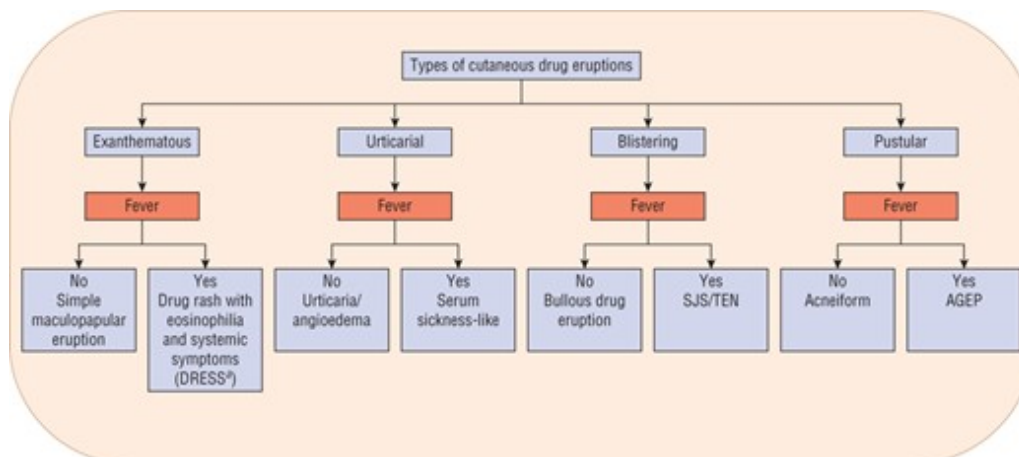 Types of cutaneous drug eruptions
Exanthematous
Urticarial
Blistering
Pustular
Fever
Fever
Fever
Fever
No
Simple
maculopapular
eruption
Yes
Drug rash with
eosinophilia
and systemic
symptoms
(DRESSᵃ)
No
Urticaria/
angioedema
Yes
Serum
sickness-like
No
Bullous drug
eruption
Yes
SJS/TEN
No
Acneiform
Yes
AGEP